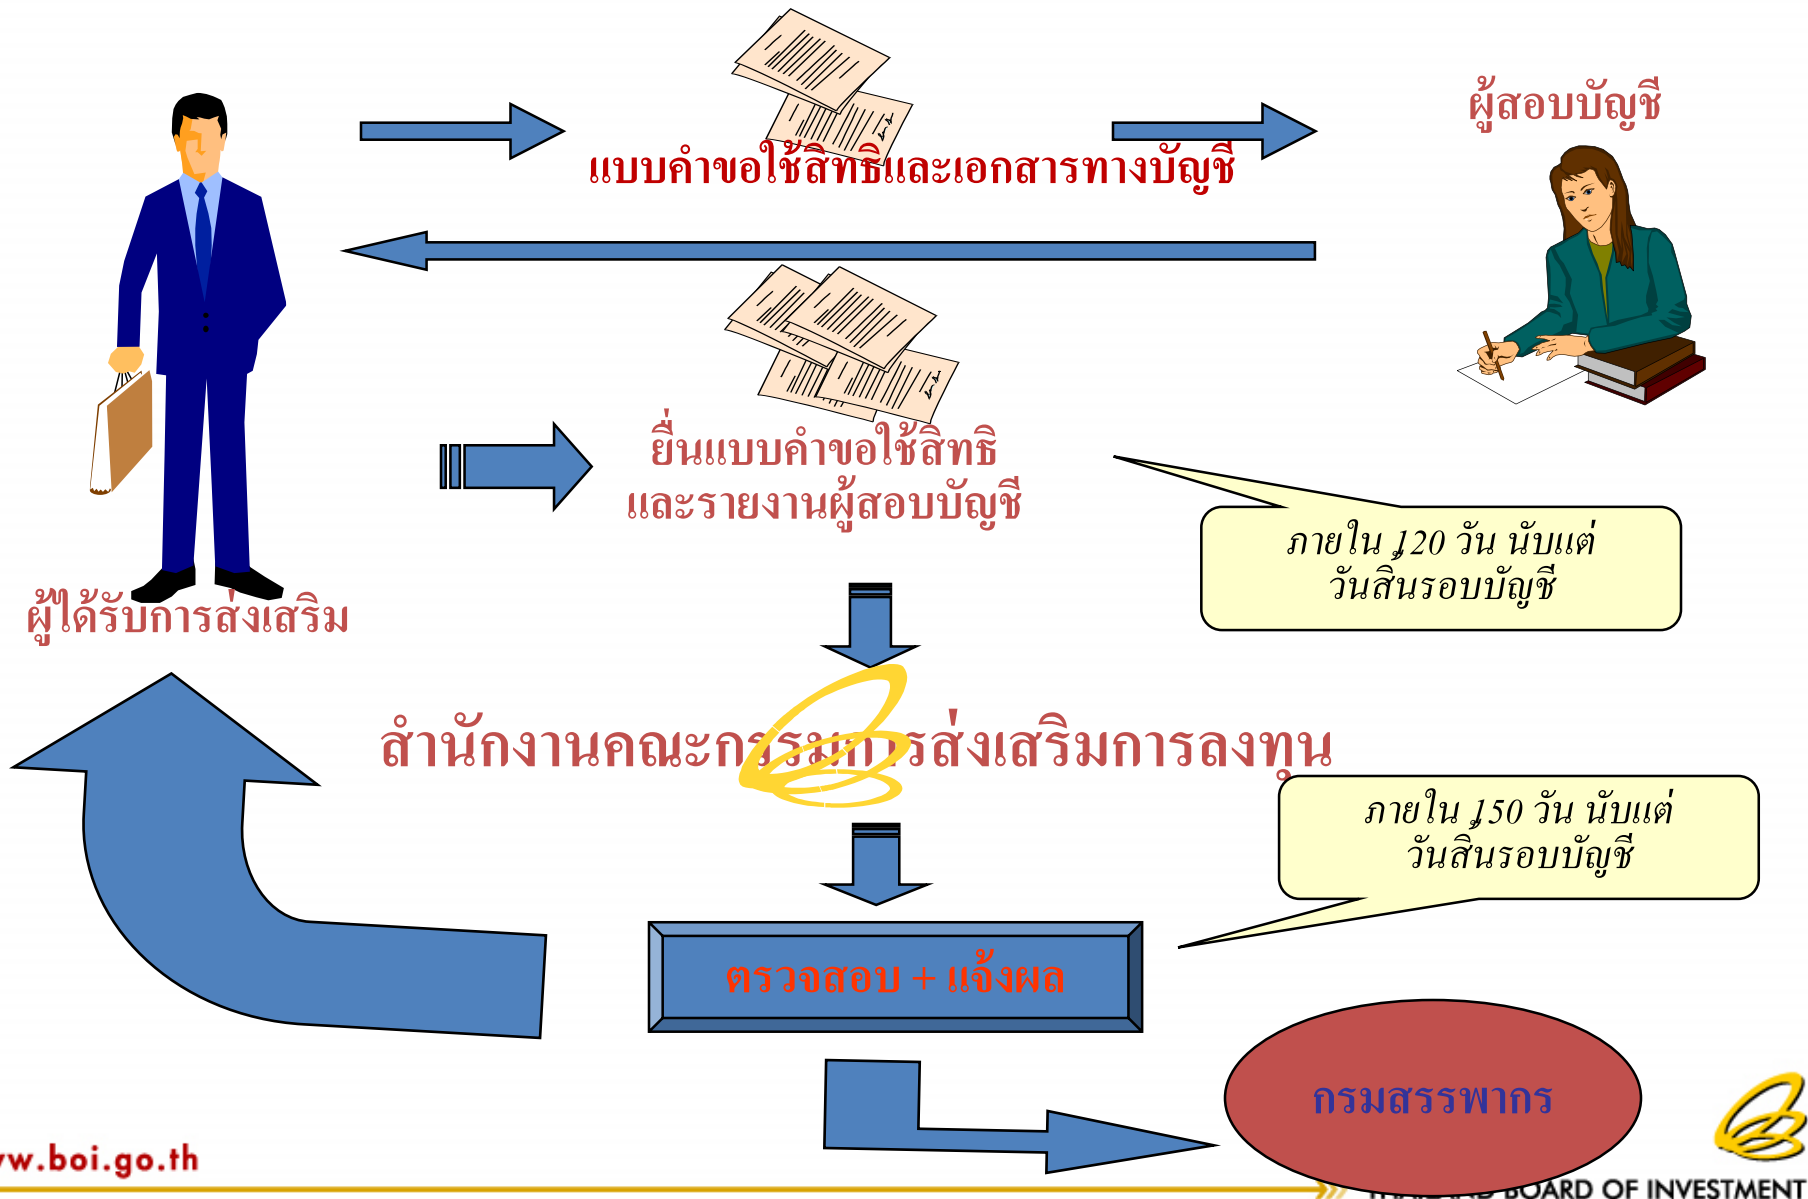 ผู้สอบบัญชี
แบบคำขอใช้สิทธิและเอกสารทางบัญชี
ยื่นแบบคำขอใช้สิทธิ
และรายงานผู้สอบบัญชี
ภายใน 120 วัน นับแต่
วันสิ้นรอบบัญชี
ผู้ได้รับการส่งเสริม
สำนักงานคณะกรรมการส่งเสริมการลงทุน
ภายใน 150 วัน นับแต่
วันสิ้นรอบบัญชี
ตรวจสอบ + แจ้งผล
กรมสรรพากร
w.boi.go.th
THAILAND BOARD OF INVESTMENT